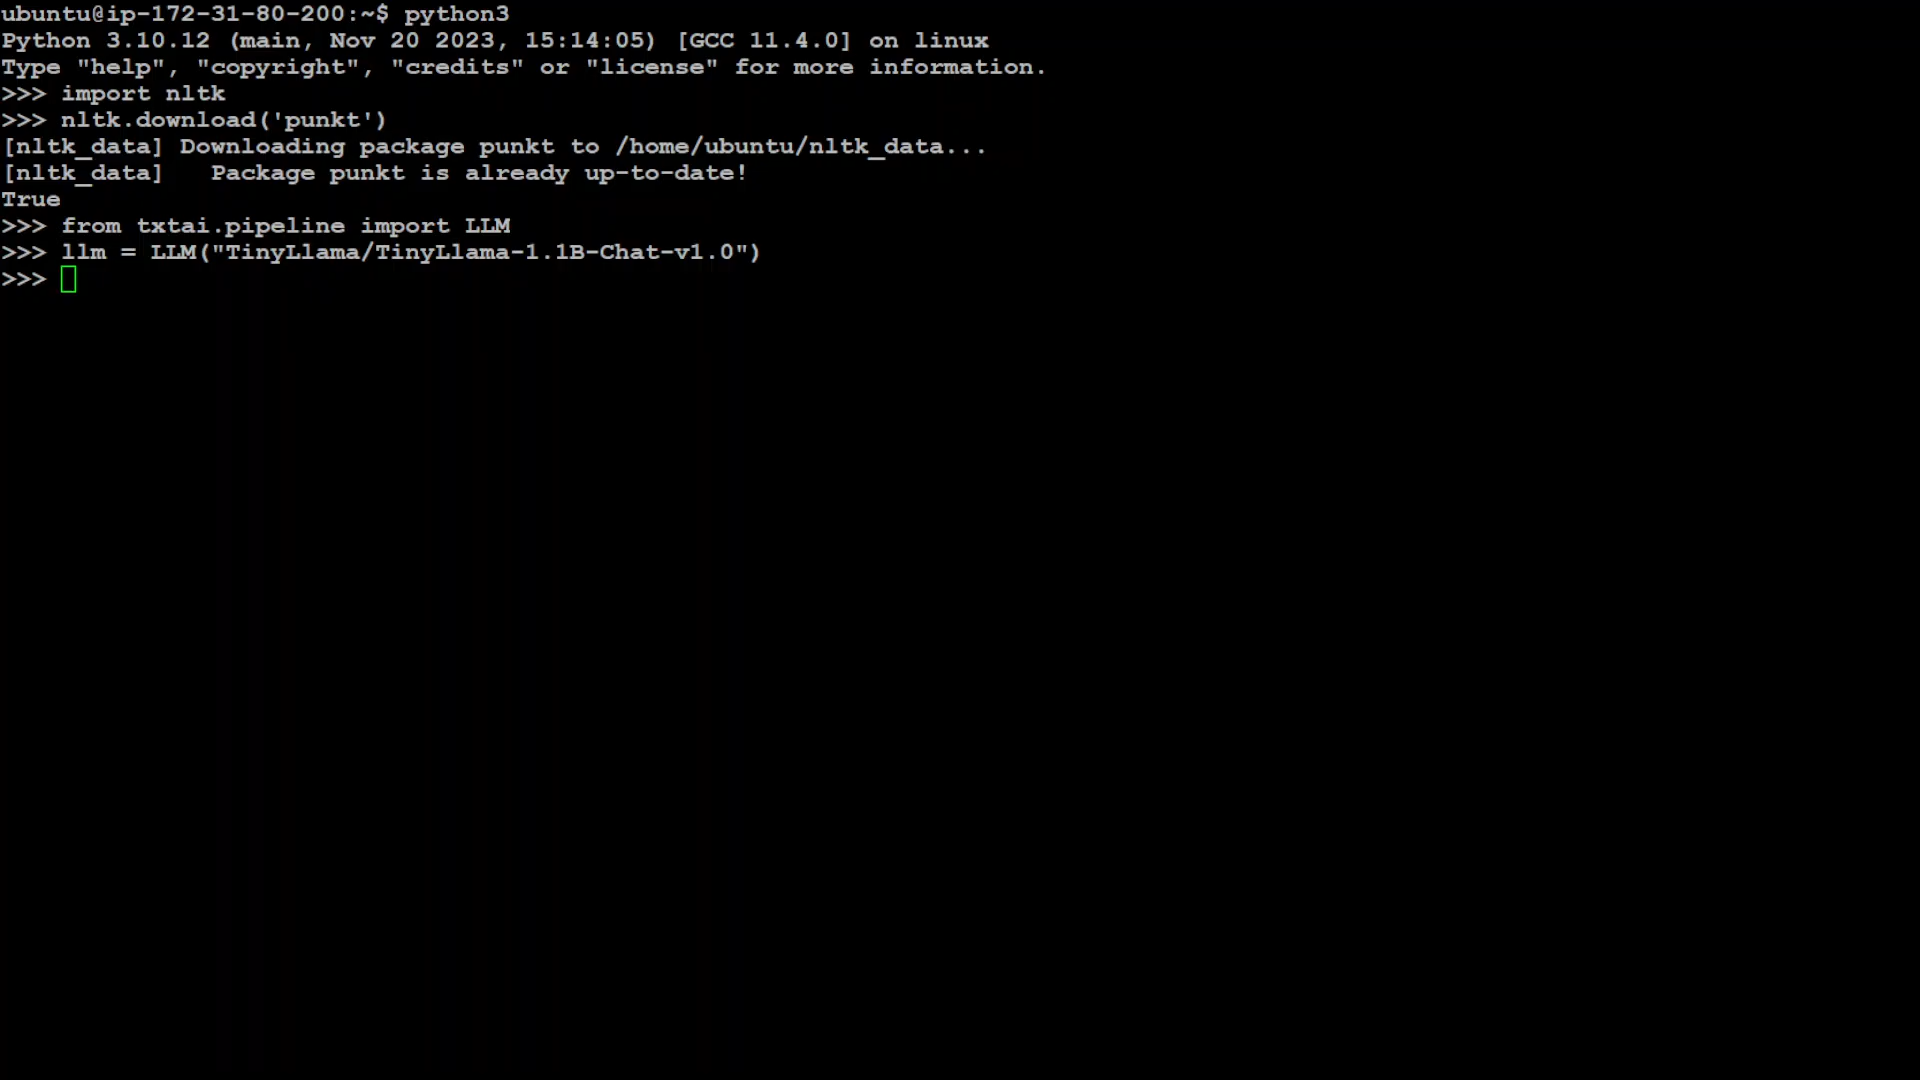 ubuntu@ip-172-31-80-200:~$ python3
Python 3.10.12 (main, Nov 20 2023, 15:14:05) [GCC 11.4.0] on linux
Type "help", "copyright", "credits" or "license" for more information.
>>> import nltk
>>> nltk.download('punkt')
[nltk_data] Downloading package punkt to /home/ubuntu/nltk_data...
[nltk_data]   Package punkt is already up-to-date!
True
>>> from txtai.pipeline import LLM
>>> llm = LLM("TinyLlama/TinyLlama-1.1B-Chat-v1.0")
>>>